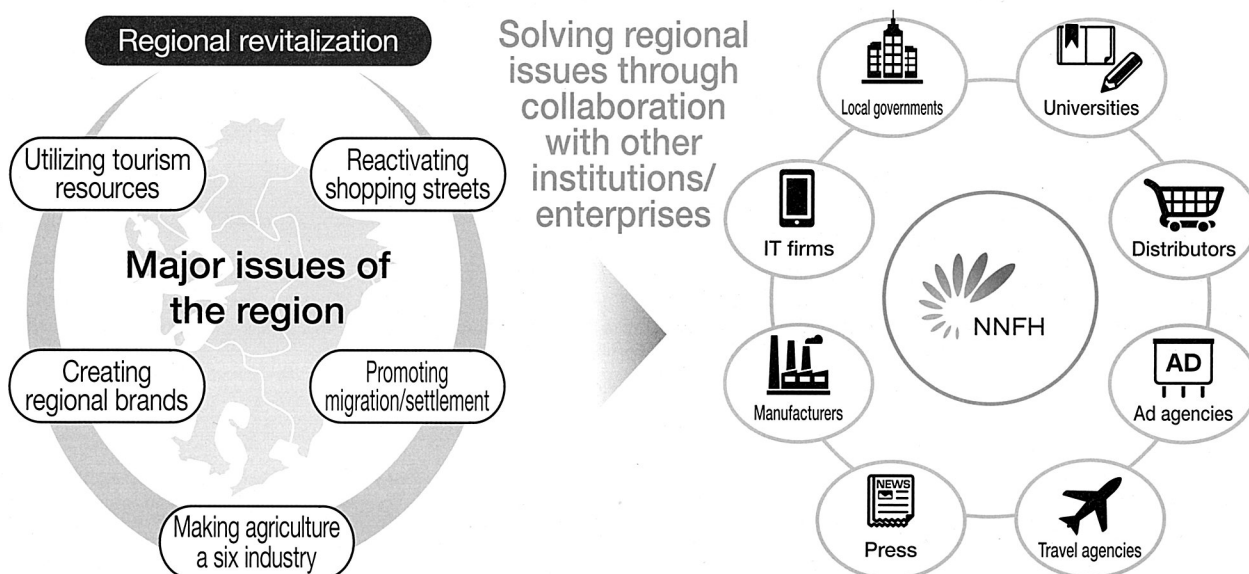 Regional revitalization
Utilizing tourism
resources
Reactivating
shopping streets
Major issues of
the region
Creating
regional brands
Promoting
migration/settlement
Making agriculture
a six industry
Solving regional
issues through
collaboration
with other
institutions/
enterprises
Local governments
Universities
IT firms
Distributors
NNFH
Manufacturers
AD
Ad agencies
NEWS
Press
Travel agencies